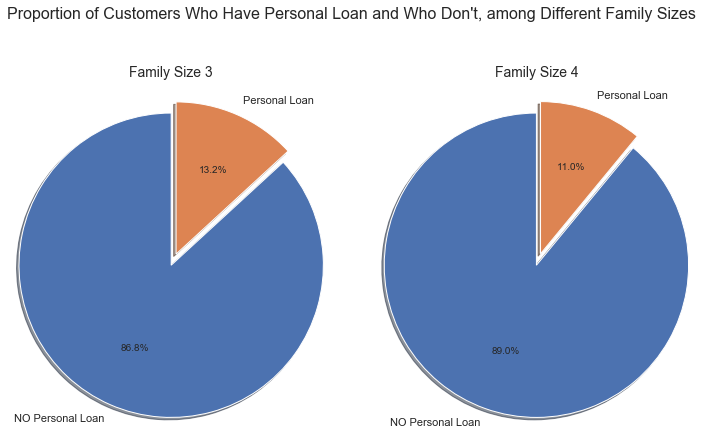 Proportion of Customers Who Have Personal Loan and Who Don't, among Different Family Sizes
Family Size 3
Personal Loan
13.2%
86.8%
NO Personal Loan
Family Size 4
Personal Loan
11.0%
89.0%
NO Personal Loan